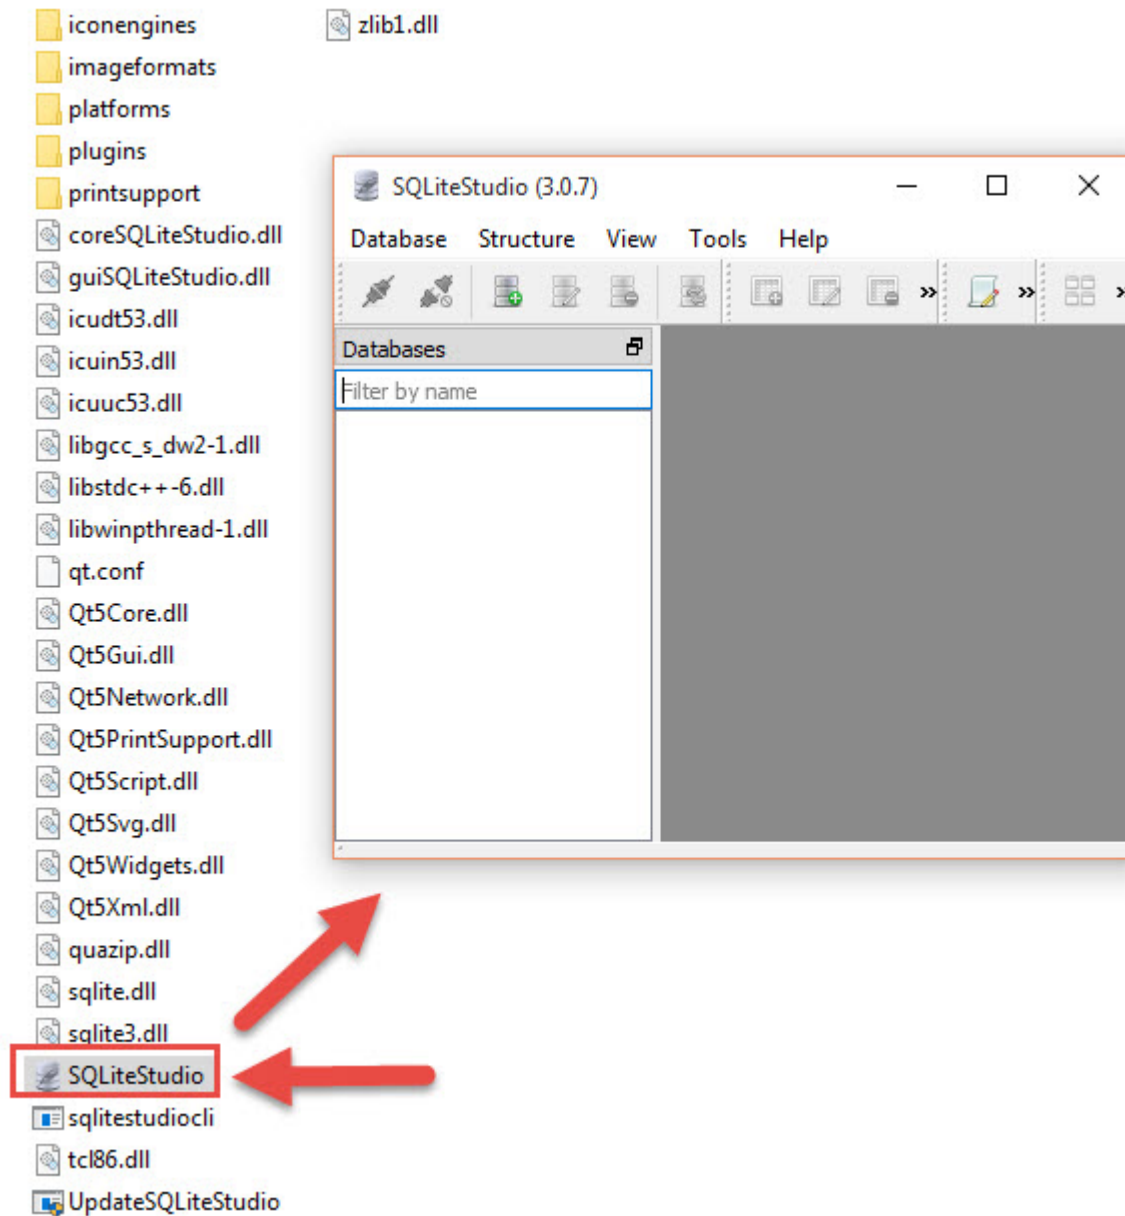 iconengines
imageformats
platforms
plugins
printsupport
coreSQLiteStudio.dll
guiSQLiteStudio.dll
icudt53.dll
icuin53.dll
icuuc53.dll
libgcc_s_dw2-1.dll
libstdc++-6.dll
libwinpthread-1.dll
qt.conf
Qt5Core.dll
Qt5Gui.dll
Qt5Network.dll
Qt5PrintSupport.dll
Qt5Script.dll
Qt5Svg.dll
Qt5Widgets.dll
Qt5Xml.dll
quazip.dll
sqlite.dll
sqlite3.dll
SQLiteStudio
sqlitestudiocli
tcl86.dll
UpdateSQLiteStudio
zlib1.dll
SQLiteStudio (3.0.7)
Database Structure View Tools Help
Databases
Filter by name